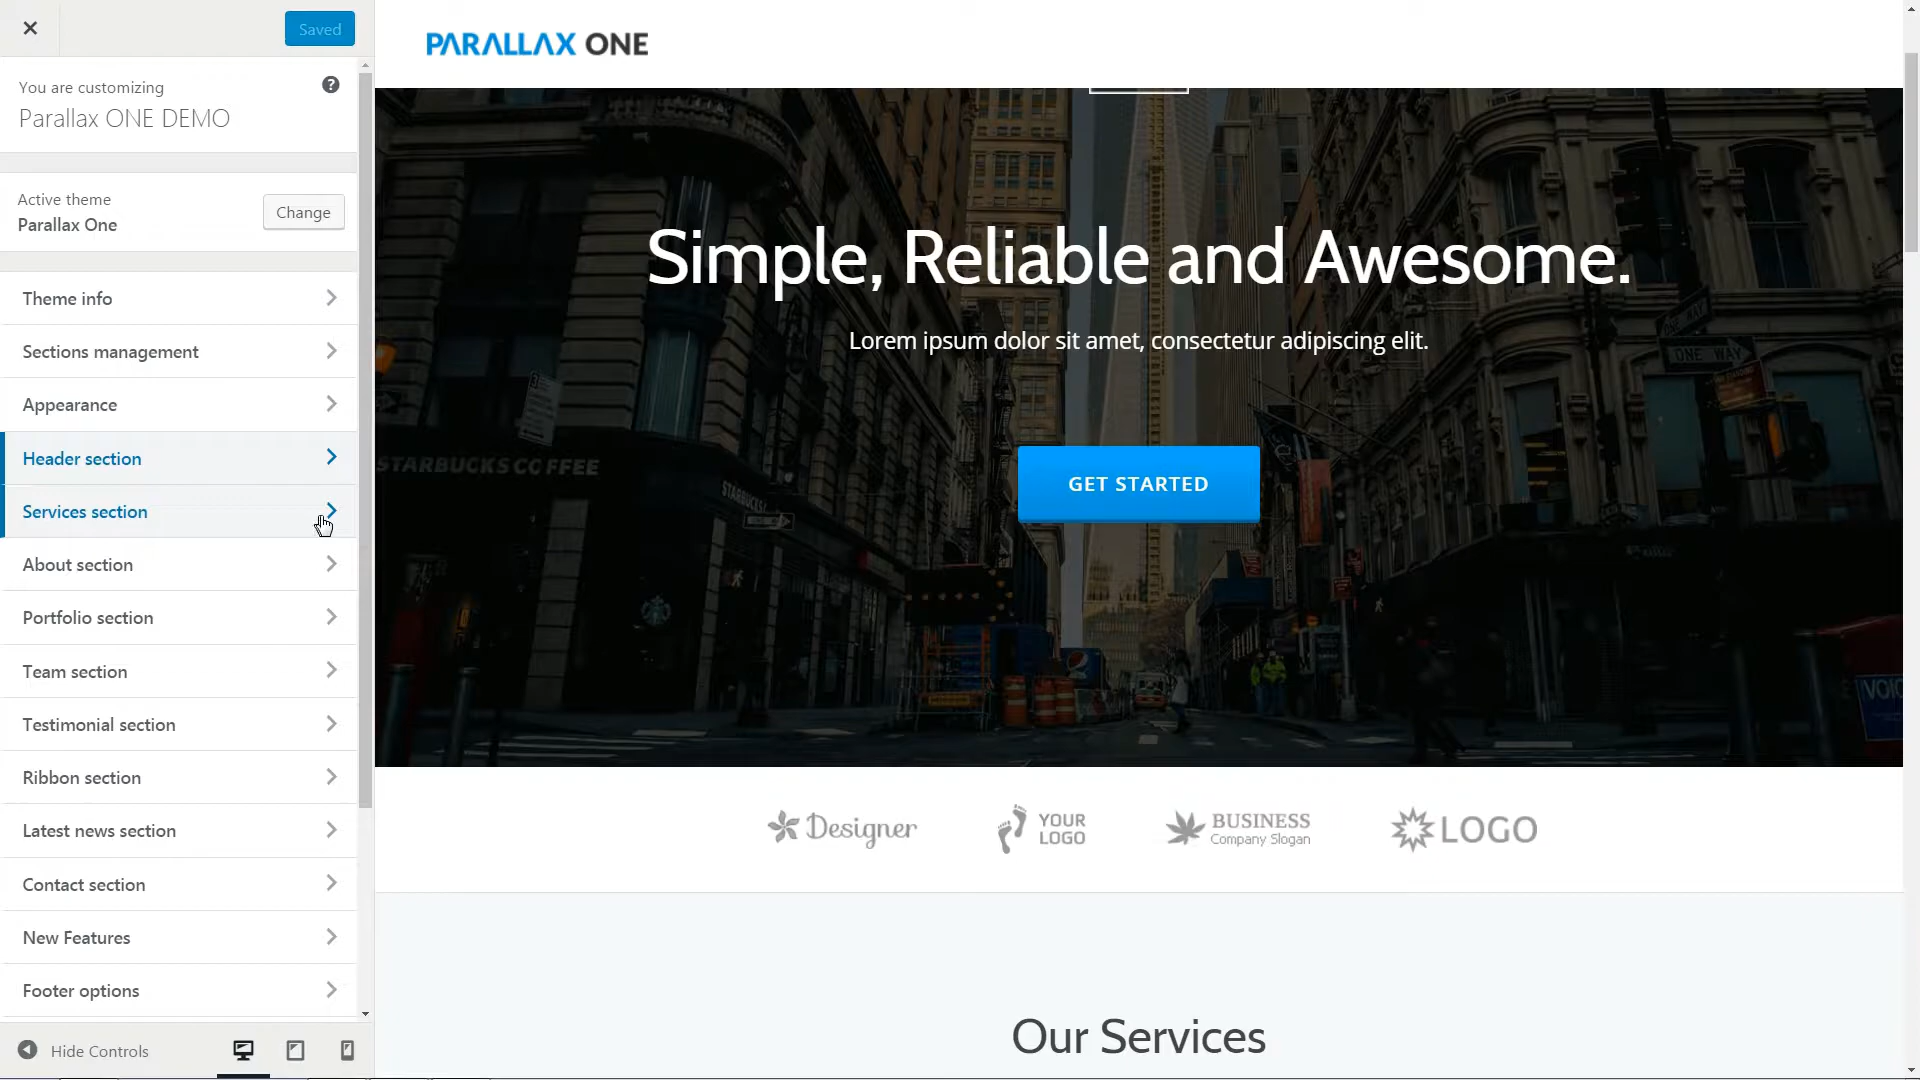 Saved
You are customizing
Parallax ONE DEMO
Active theme
Parallax One
Change
Theme info
Sections management
Appearance
Header section
Services section
About section
Portfolio section
Team section
Testimonial section
Ribbon section
Latest news section
Contact section
New Features
Footer options
Hide Controls
PARALLAX ONE
Simple, Reliable and Awesome.
Lorem ipsum dolor sit amet, consectetur adipiscing elit.
GET STARTED
STARBUCKS COFFEE
STARBUCKS
ONE WAY
Designer
YOUR
LOGO
BUSINESS
Company Slogan
LOGO
Our Services